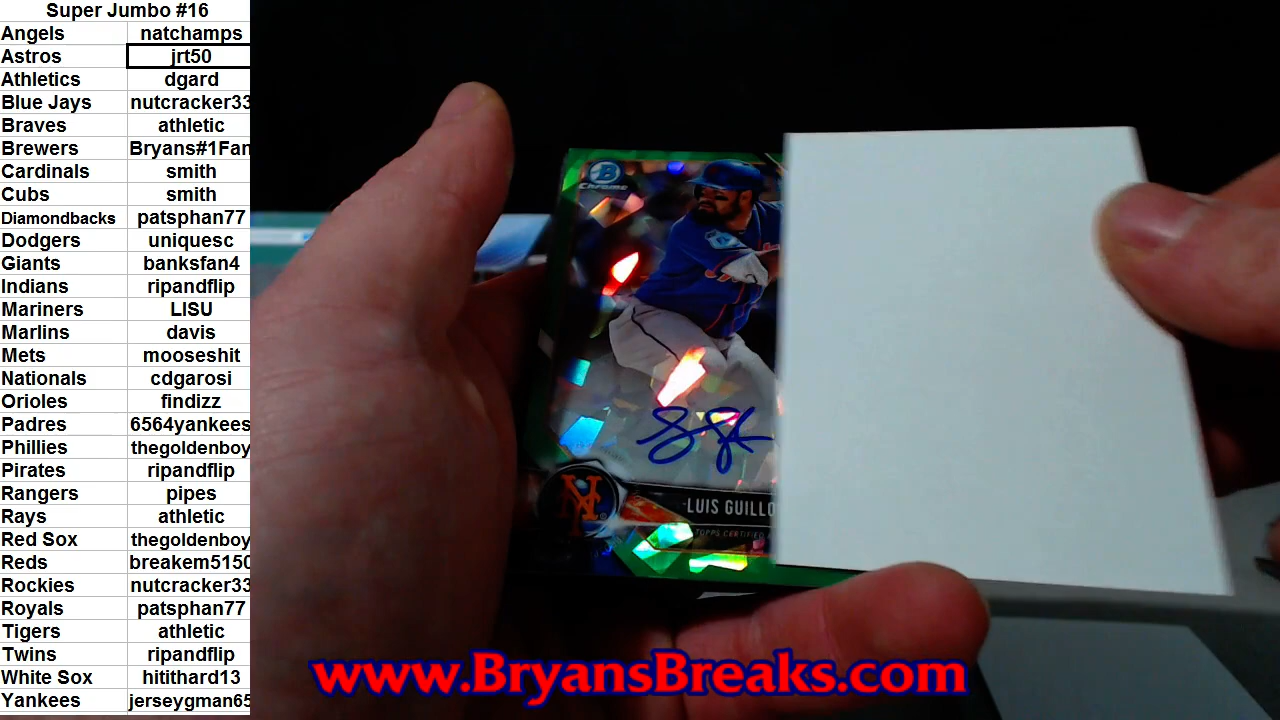 Super Jumbo #16
Angels natchamps
Astros jrt50
Athletics dgard
Blue Jays nutcracker33
Braves athletic
Brewers Bryans#1Fan
Cardinals smith
Cubs smith
Diamondbacks patsphan77
Dodgers uniquesc
Giants banksfan4
Indians ripandflip
Mariners LISU
Marlins davis
Mets mooseshit
Nationals cdgarosi
Orioles findizz
Padres 6564yankees
Phillies thegoldenboy
Pirates ripandflip
Rangers pipes
Rays athletic
Red Sox thegoldenboy
Reds breakem5150
Rockies nutcracker33
Royals patsphan77
Tigers athletic
Twins ripandflip
White Sox hitithard13
Yankees jerseygman65
B
Chrome
NY
LUIS GUILLO
TOPPS CERTIFIED
www.BryansBreaks.com